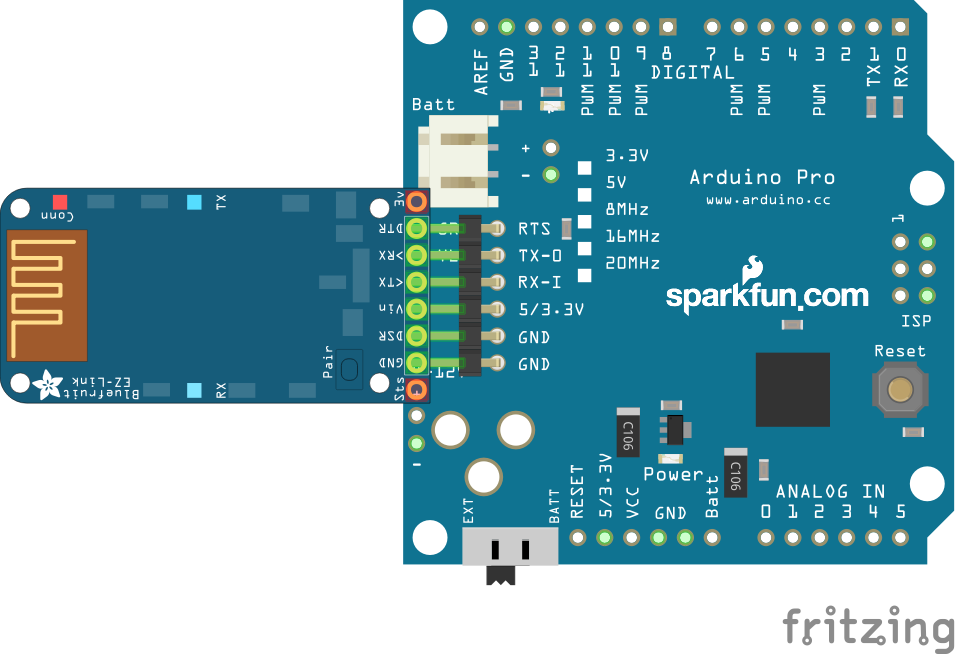 AREF
GND
13
12
11
10
9
8
7
6
5
4
3
2
TX1
RX0
PWM
PWM
PWM
PWM
PWM
PWM
DIGITAL
Batt
+
-
3.3V
5V
8MHz
16MHz
20MHz
Arduino Pro
www.arduino.cc
sparkfun.com
1
ISP
Reset
Conn
TX
3v
DTR
<RX
<TX
Vin
DSR
GND
Sts
Pair
RX
Bluefruit
EZ-Link
RTS
TX-O
RX-I
5/3.3V
GND
GND
-
C106
C106
Power
EXT
BATT
RESET
5/3.3V
VCC
GND
Batt
ANALOG IN
0 1 2 3 4 5
fritzing